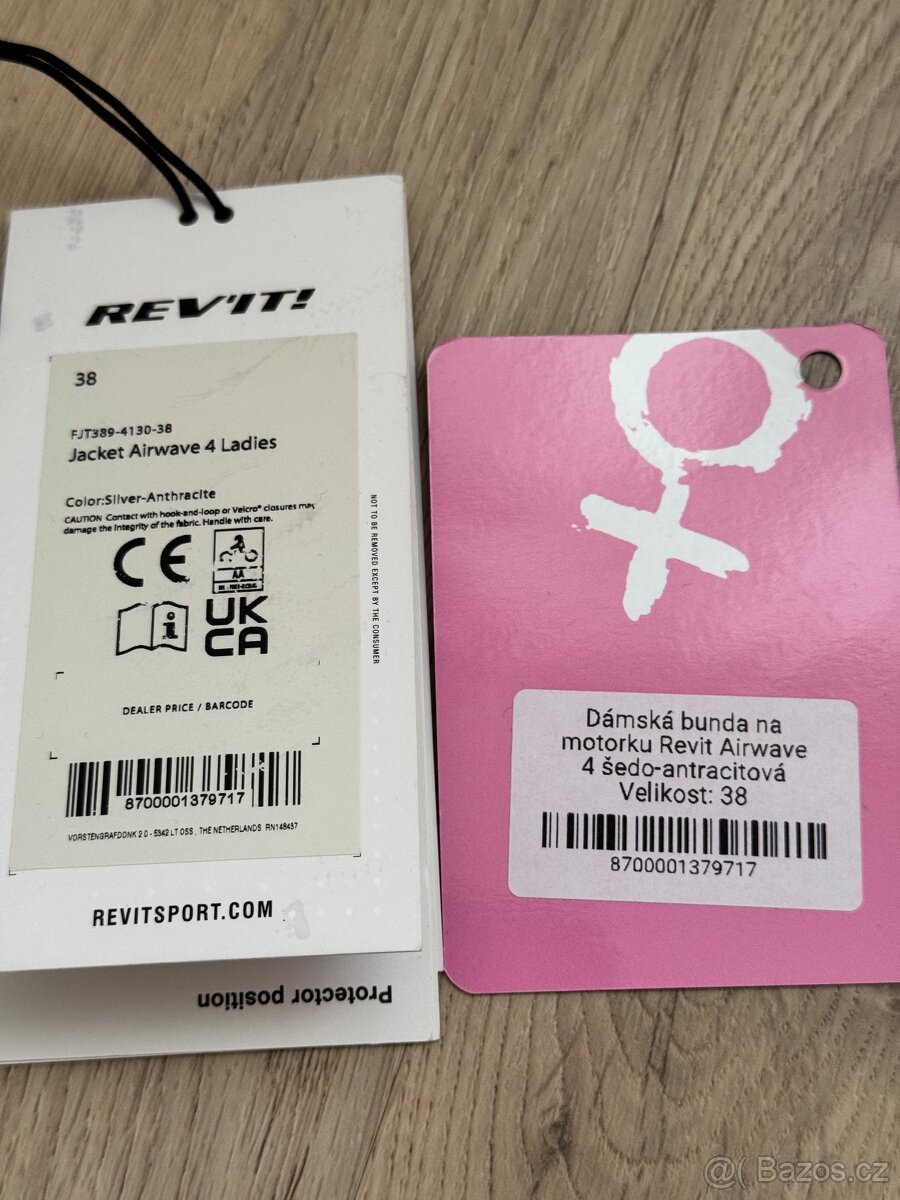 REV'IT!
38
FJT389-4130-38
Jacket Airwave 4 Ladies
Color:Silver-Anthracite
CAUTION Contact with hook-and-loop or Velcro® closures may
damage the integrity of the fabric. Handle with care.
CE
AA
i
UK
CA
NOT TO BE REMOVED EXCEPT BY THE CONSUMER
DEALER PRICE / BARCODE
8700001379717
VORSTENGRAFDONK 20 - 5342 LT OSS , THE NETHERLANDS RN148437
REVITSPORT.COM
Protector position
Dámská bunda na
motorku Revit Airwave
4 šedo-antracitová
Velikost: 38
8700001379717
@( Bazos.cz